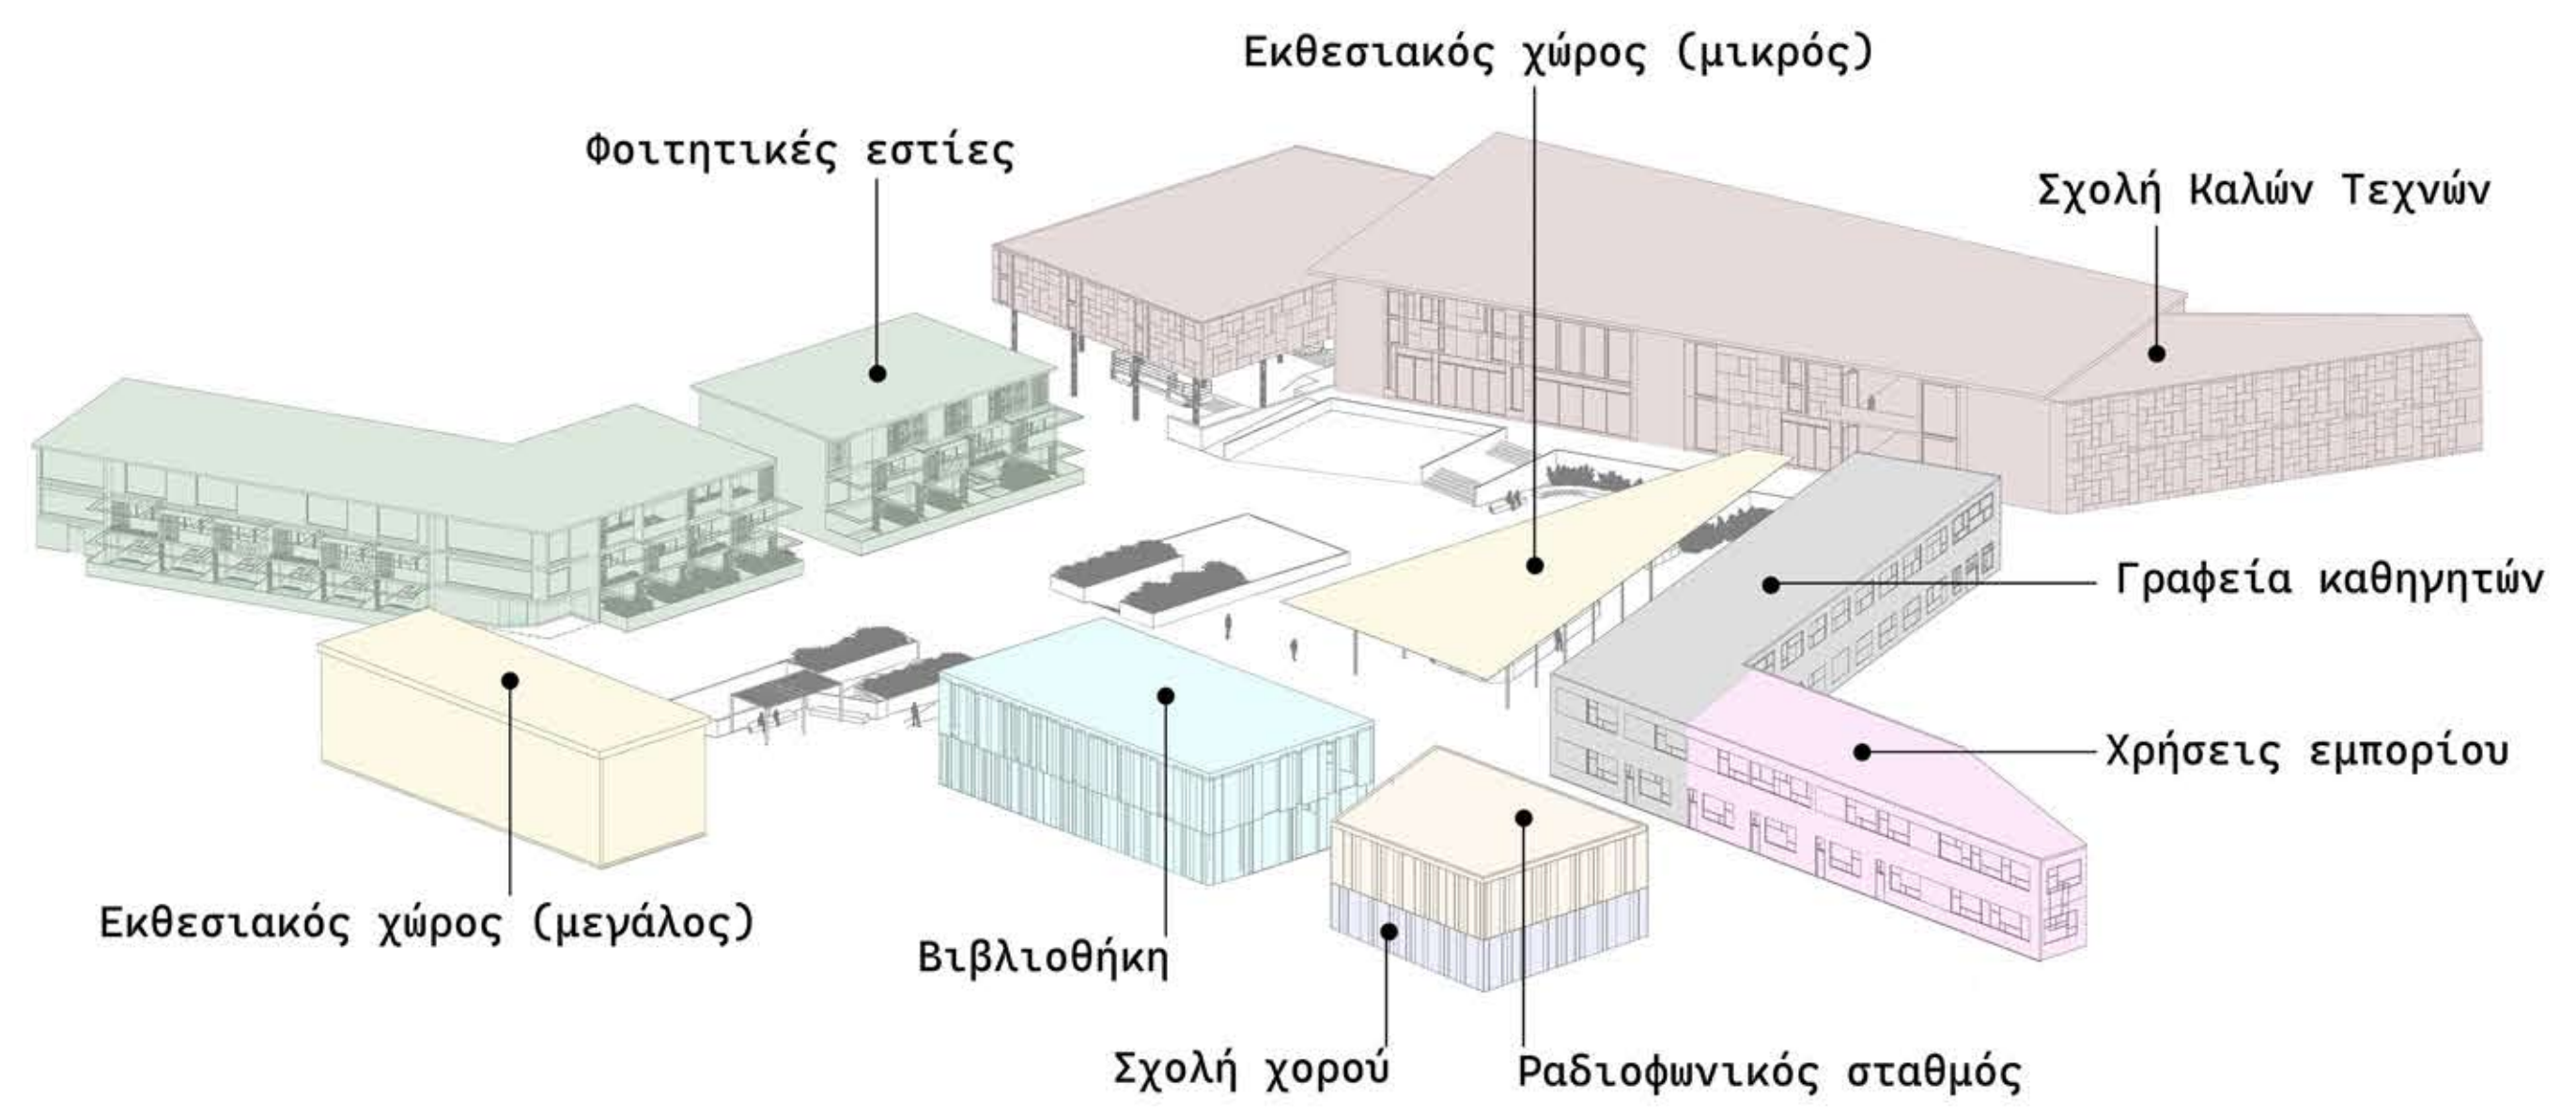 Εκθεσιακός χώρος (μικρός)
Φοιτητικές εστίες
Σχολή Καλών Τεχνών
Γραφεία καθηγητών
Χρήσεις εμπορίου
Εκθεσιακός χώρος (μεγάλος)
Βιβλιοθήκη
Σχολή χορού
Ραδιοφωνικός σταθμός